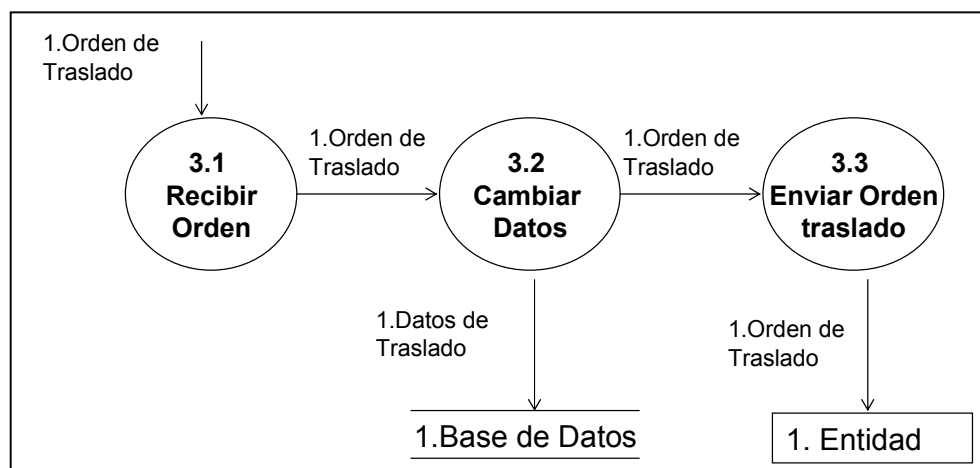 1.Orden de
Traslado
3.1
Recibir
Orden
1.Orden de
Traslado
3.2
Cambiar
Datos
1.Orden de
Traslado
3.3
Enviar Orden
traslado
1.Datos de
Traslado
1.Orden de
Traslado
1.Base de Datos
1. Entidad